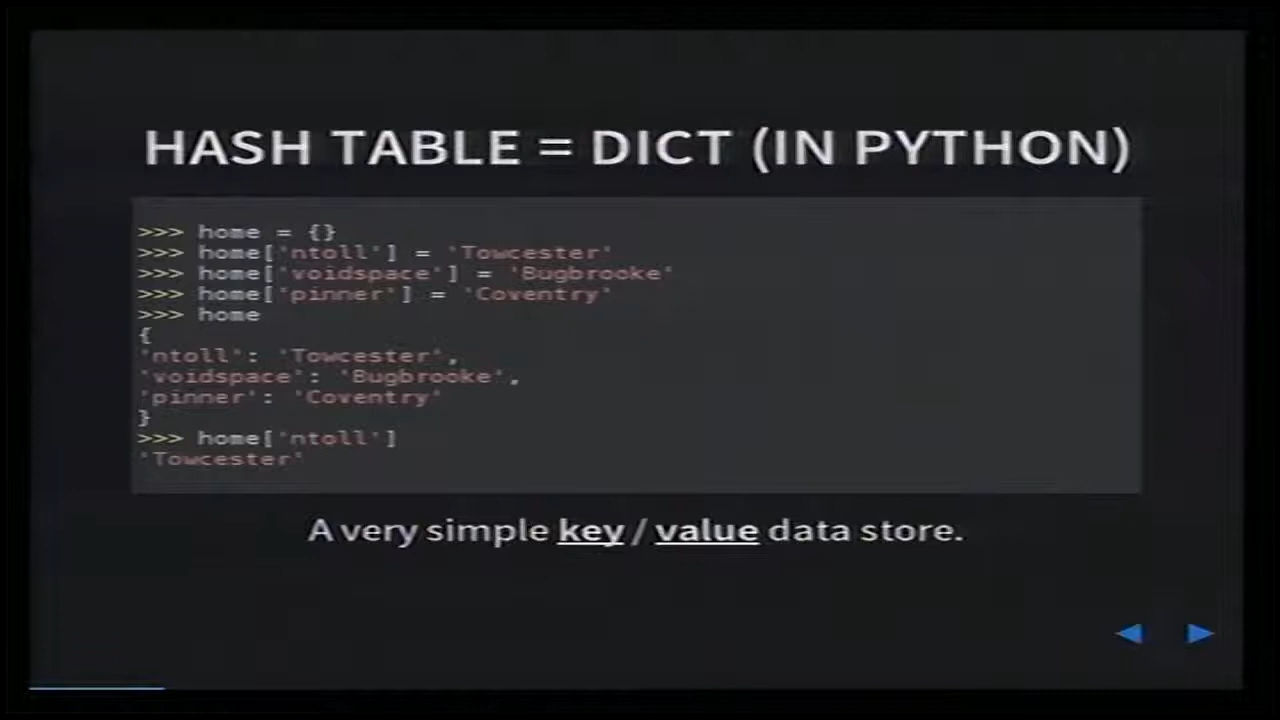 HASH TABLE = DICT (IN PYTHON)
>>> home = {}
>>> home['ntoll'] = 'Towcester'
>>> home['voidspace'] = 'Bugbrooke'
>>> home['pinner'] = 'Coventry'
>>> home
{
'ntoll': 'Towcester',
'voidspace': 'Bugbrooke',
'pinner': 'Coventry'
}
>>> home['ntoll']
'Towcester'
A very simple key / value data store.